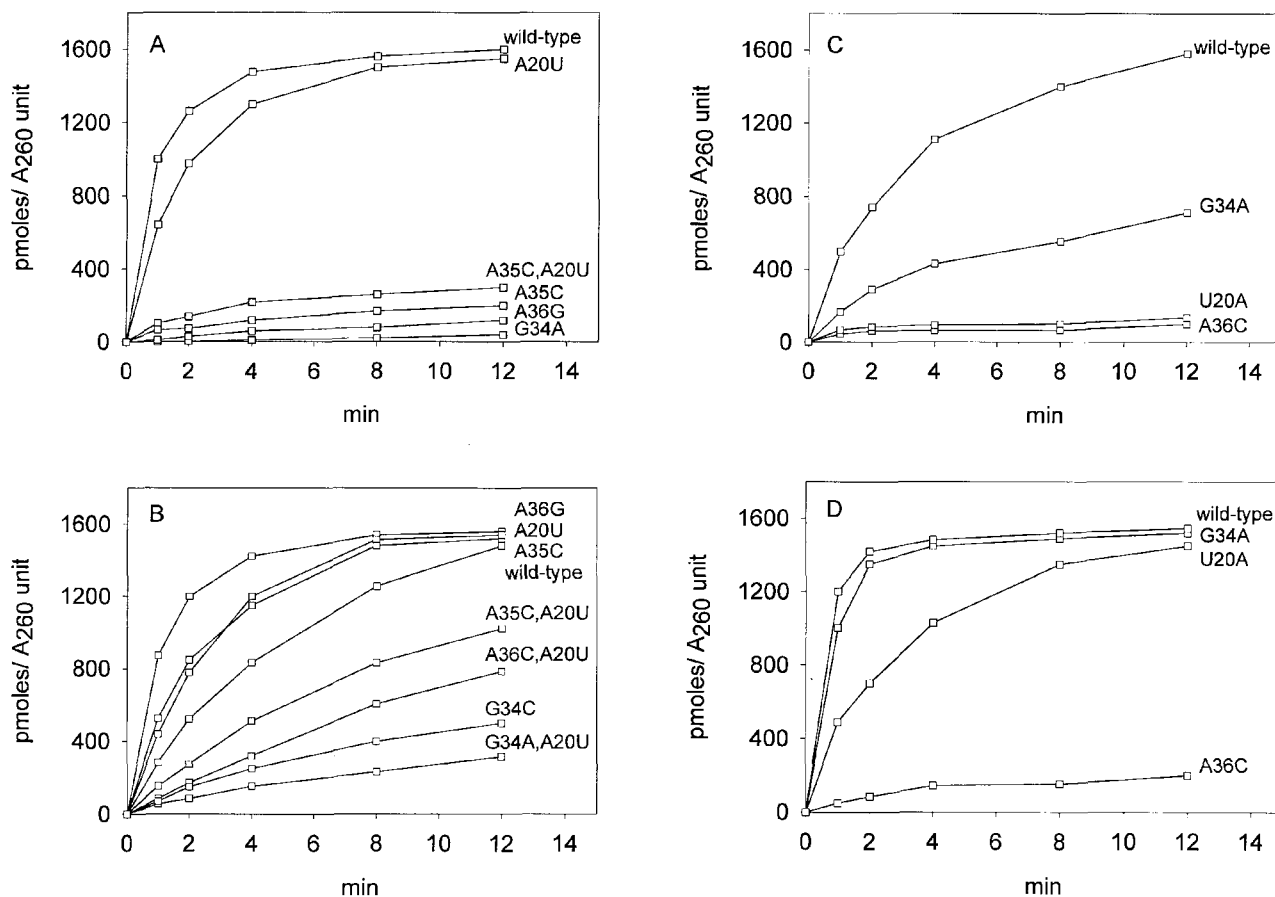 A
pmoles/ A260 unit
1600
1200
800
400
0
wild-type
A20U
A35C,A20U
A35C
A36G
G34A
0 2 4 6 8 10 12 14
min
C
pmoles/ A260 unit
1600
1200
800
400
0
wild-type
G34A
U20A
A36C
0 2 4 6 8 10 12 14
min
B
pmoles/ A260 unit
1600
1200
800
400
0
A36G
A20U
A35C
wild-type
A35C,A20U
A36C,A20U
G34C
G34A,A20U
0 2 4 6 8 10 12 14
min
D
pmoles/ A260 unit
1600
1200
800
400
0
wild-type
G34A
U20A
A36C
0 2 4 6 8 10 12 14
min